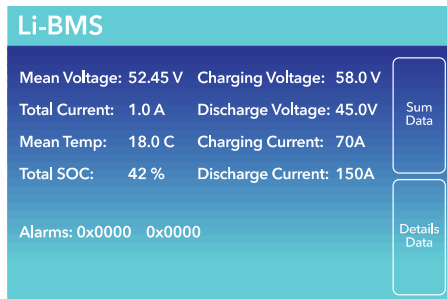 Li-BMS
Mean Voltage: 52.45 V Charging Voltage: 58.0 V
Total Current: 1.0 A Discharge Voltage: 45.0V
Mean Temp: 18.0 C Charging Current: 70A
Total SOC: 42 % Discharge Current: 150A
Alarms: 0x0000 0x0000
Sum
Data
Details
Data